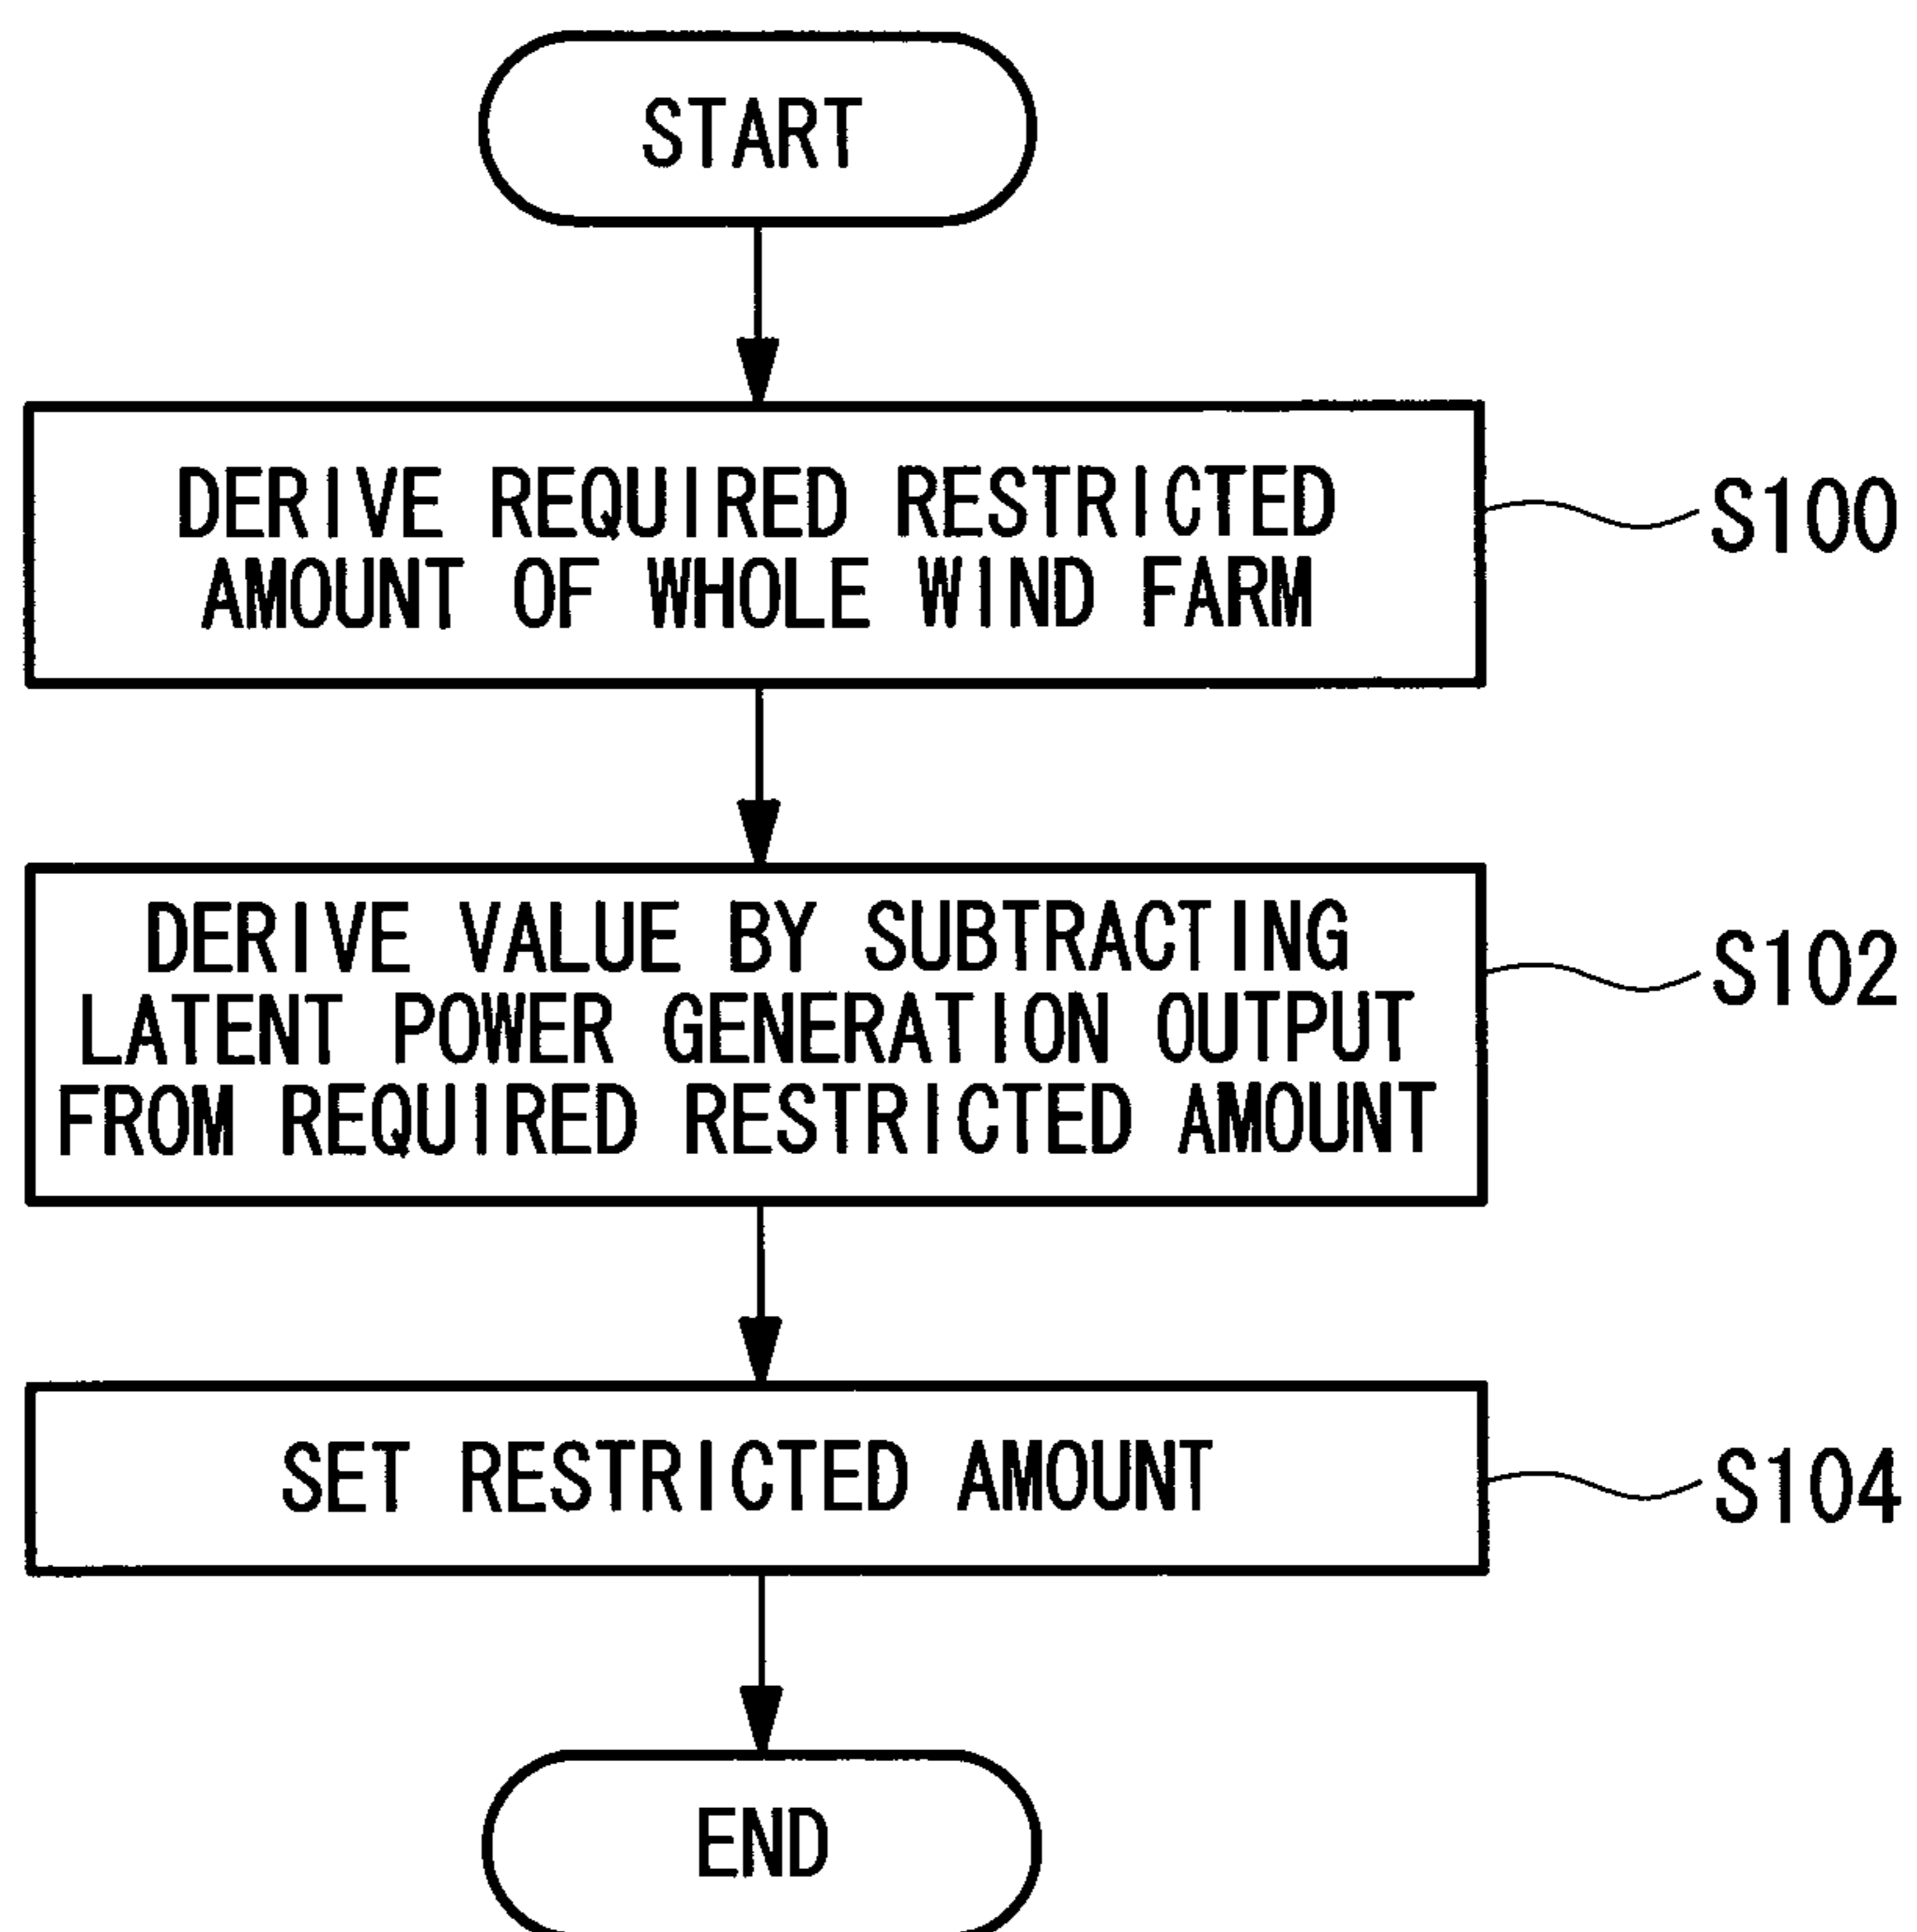 START
DERIVE REQUIRED RESTRICTED
AMOUNT OF WHOLE WIND FARM
S100
DERIVE VALUE BY SUBTRACTING
LATENT POWER GENERATION OUTPUT
FROM REQUIRED RESTRICTED AMOUNT
S102
SET RESTRICTED AMOUNT
S104
END